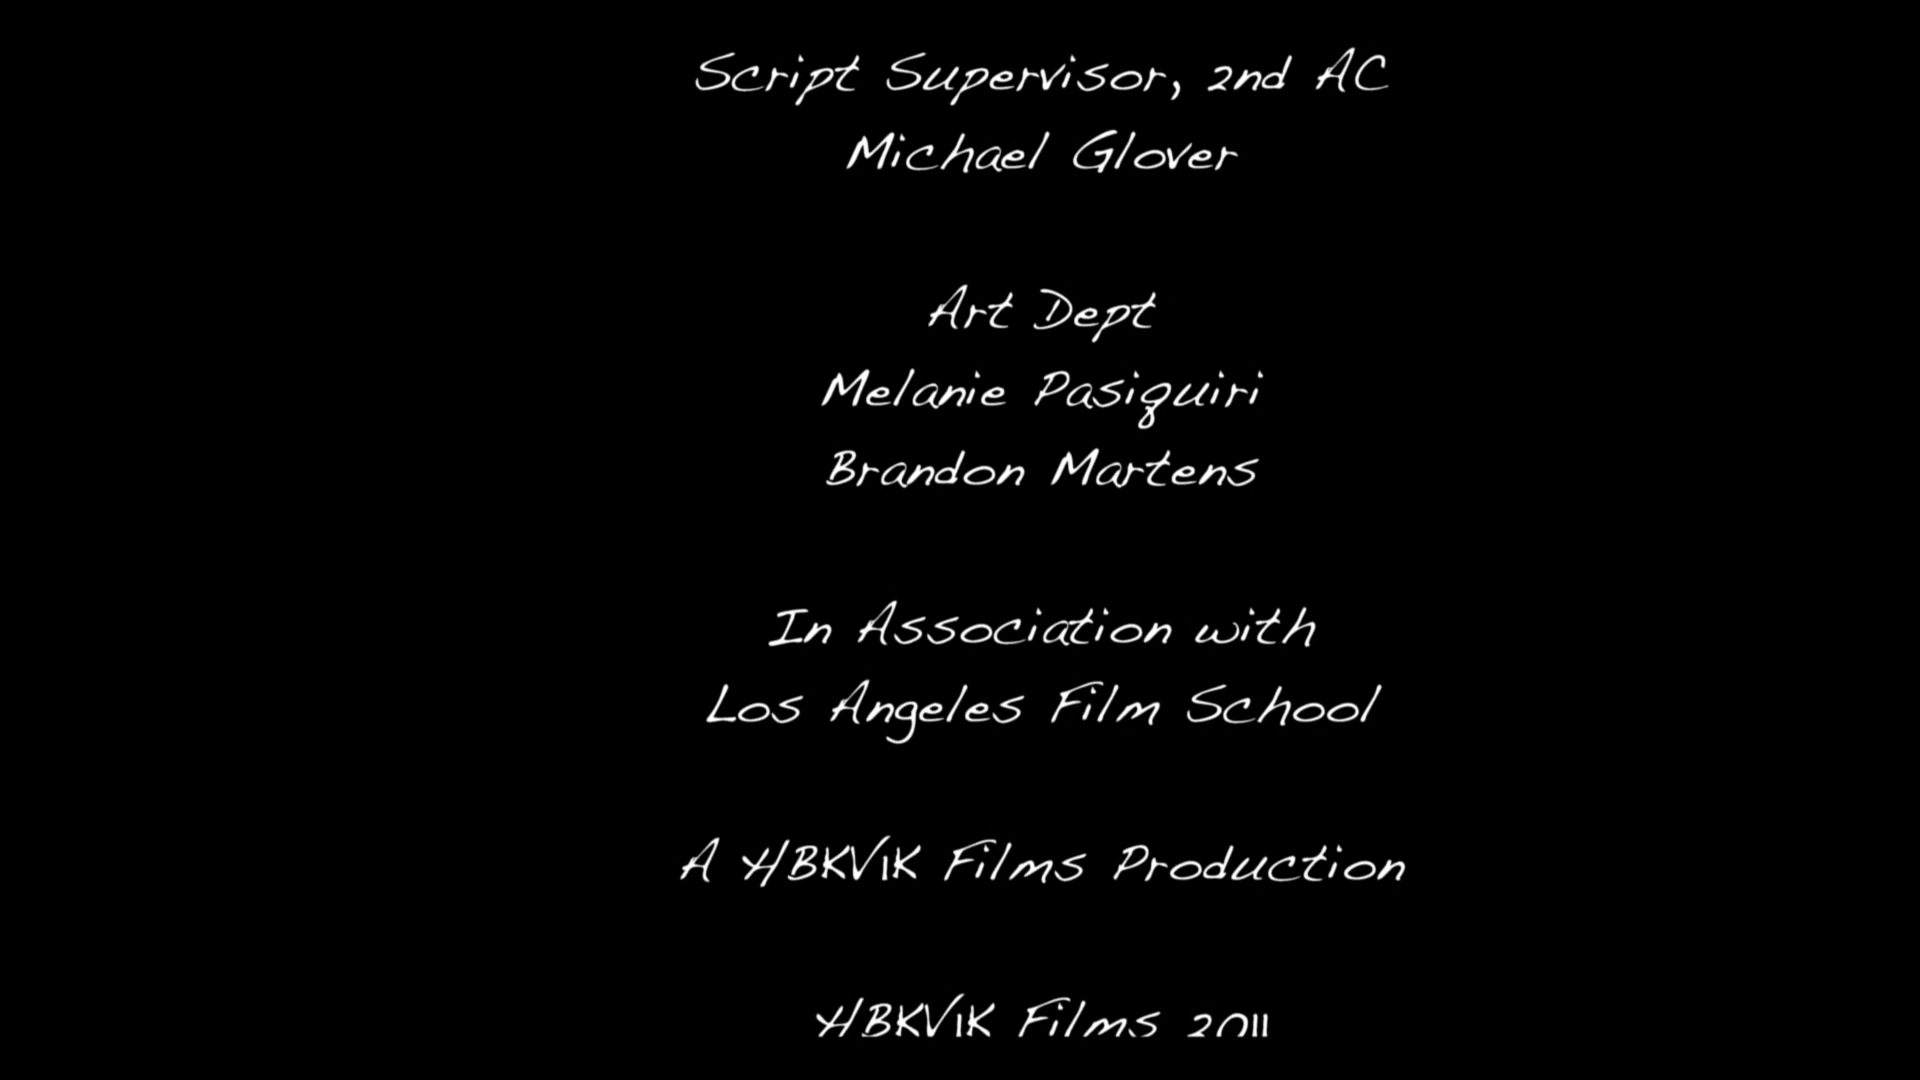 Script Supervisor, 2nd AC
Michael Glover
Art Dept
Melanie Pasiquiri
Brandon Martens
In Association with
Los Angeles Film School
A HBKVIK Films Production
HBKVIK Films 2011